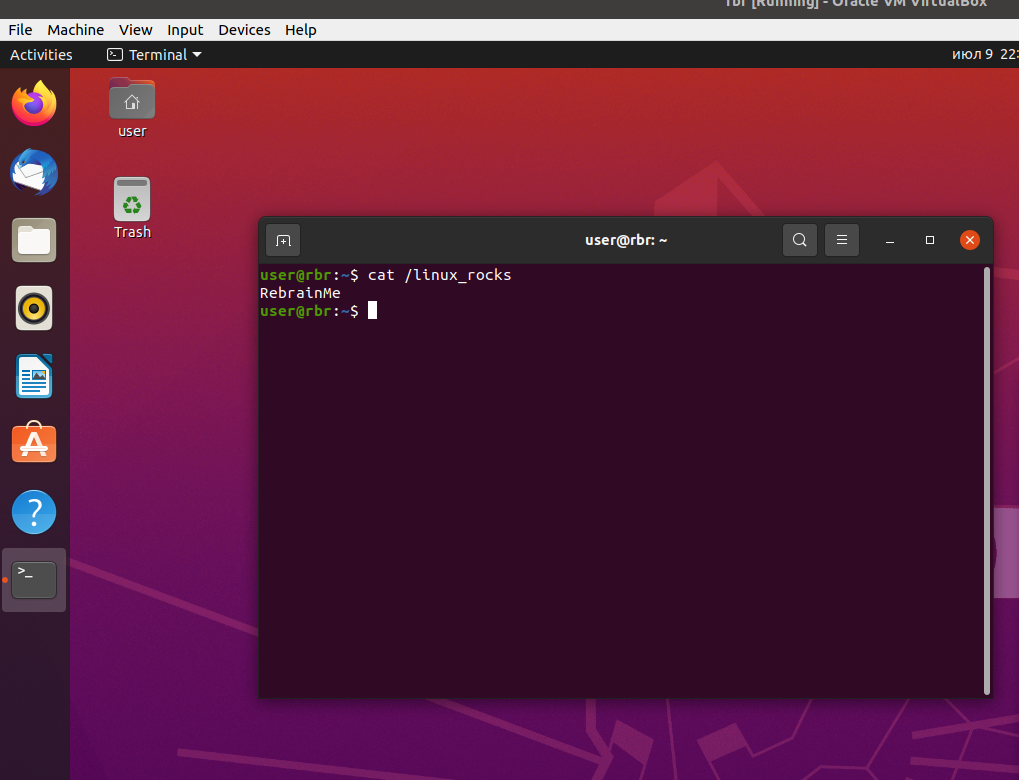 rbr [Running] - Oracle VM VirtualBox
File Machine View Input Devices Help
Activities Terminal июл 9 22:
user
Trash
user@rbr: ~
user@rbr:~$ cat /linux_rocks
RebrainMe
user@rbr:~$